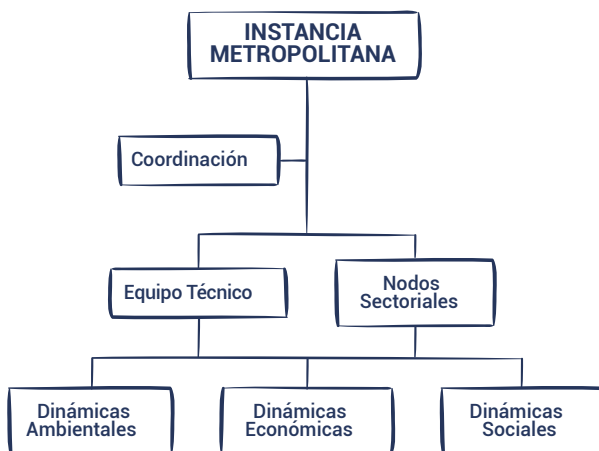 INSTANCIA
METROPOLITANA
Coordinación
Equipo Técnico
Nodos
Sectoriales
Dinámicas
Ambientales
Dinámicas
Económicas
Dinámicas
Sociales